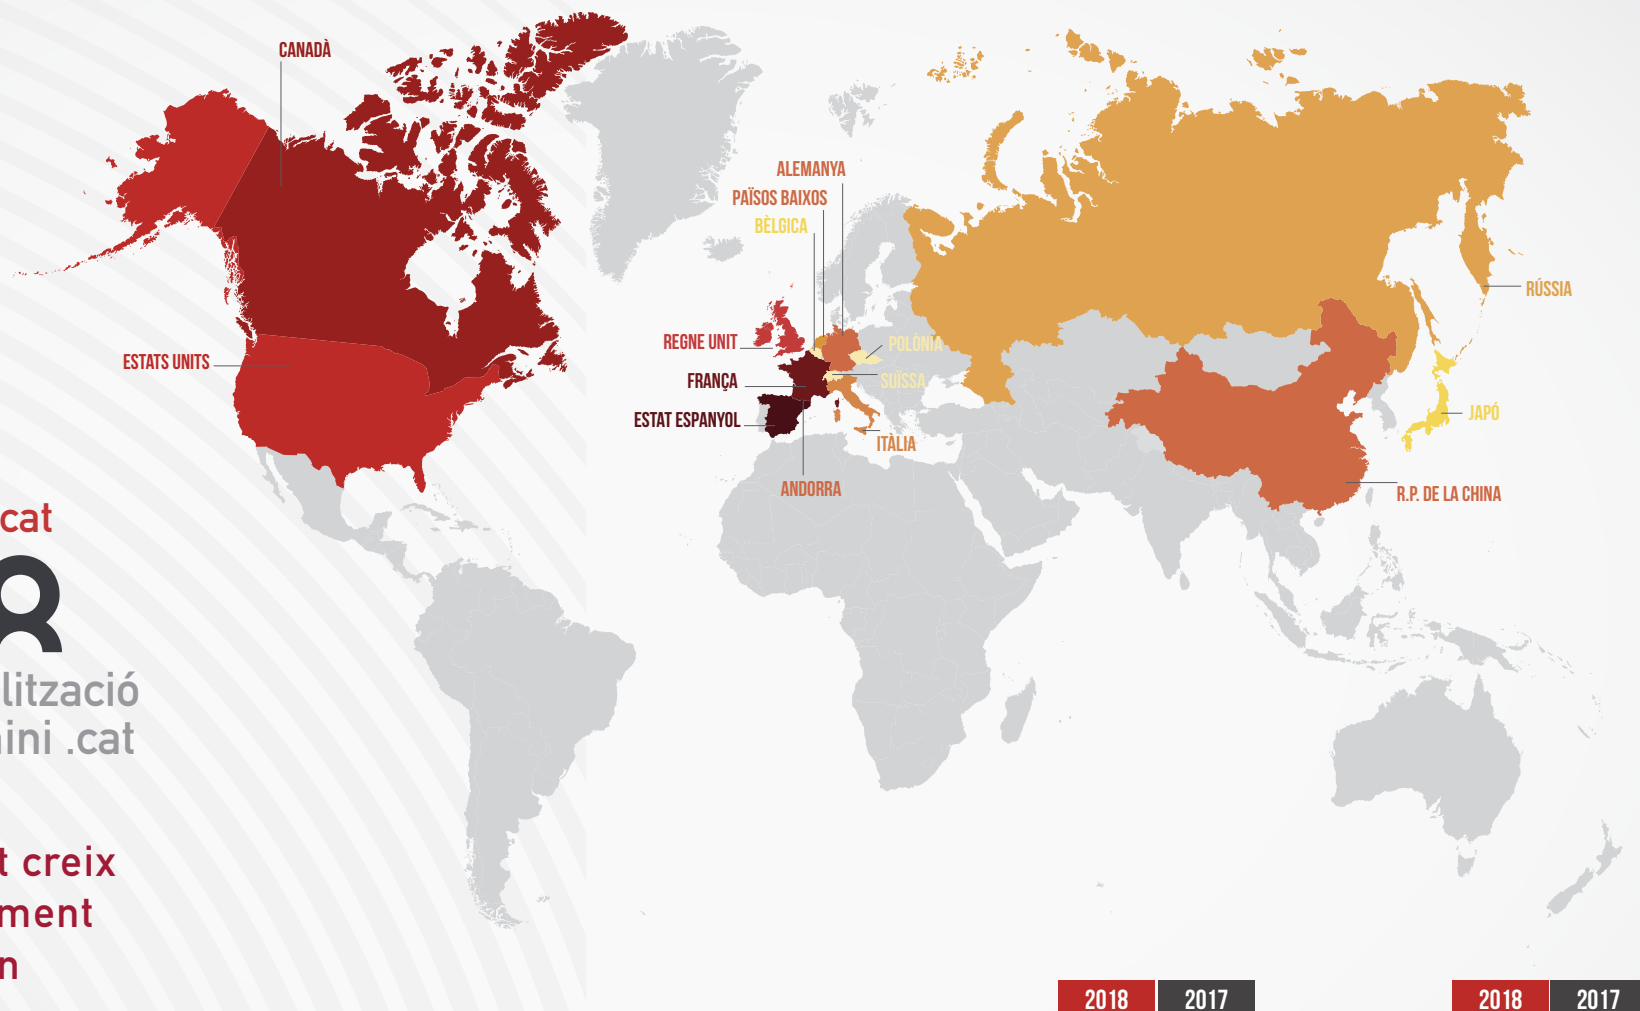 CANADÀ
ALEMANYA
PAÏSOS BAIXOS
BÈLGICA
RÚSSIA
REGNE UNIT
POLÒNIA
ESTATS UNITS
FRANÇA
SUÏSSA
ESTAT ESPANYOL
JAPÓ
ITÀLIA
ANDORRA
R.P. DE LA CHINA
cat
8
lització
ini .cat
t creix
ment
n
2018 2017 2018 2017